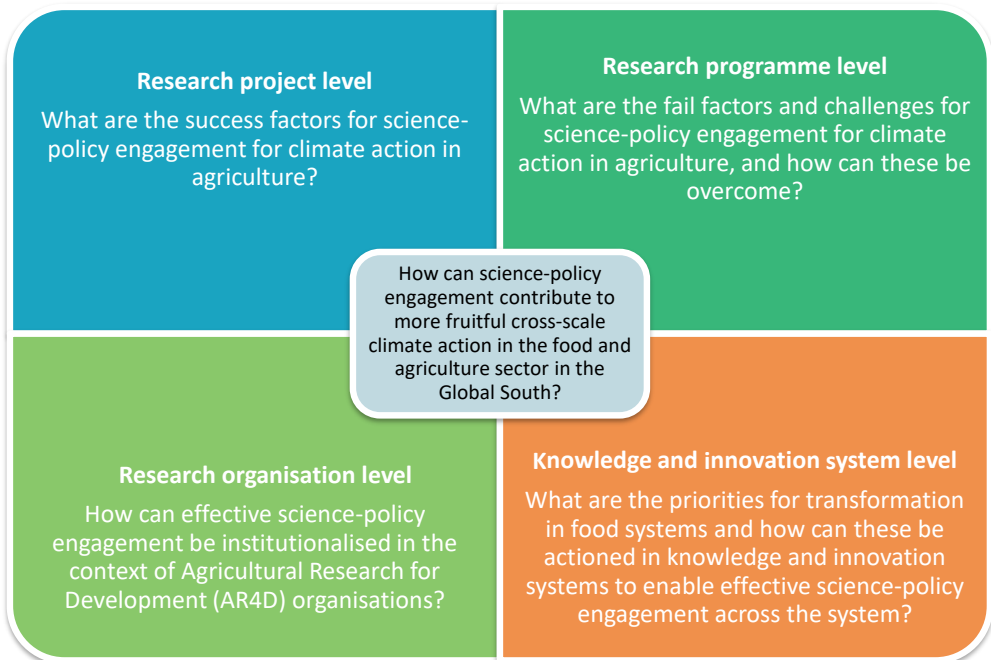 Research project level
What are the success factors for science-
policy engagement for climate action in
agriculture?
Research programme level
What are the fail factors and challenges for
science-policy engagement for climate
action in agriculture, and how can these be
overcome?
How can science-policy
engagement contribute to
more fruitful cross-scale
climate action in the food and
agriculture sector in the
Global South?
Research organisation level
How can effective science-policy
engagement be institutionalised in the
context of Agricultural Research for
Development (AR4D) organisations?
Knowledge and innovation system level
What are the priorities for transformation
in food systems and how can these be
actioned in knowledge and innovation
systems to enable effective science-policy
engagement across the system?